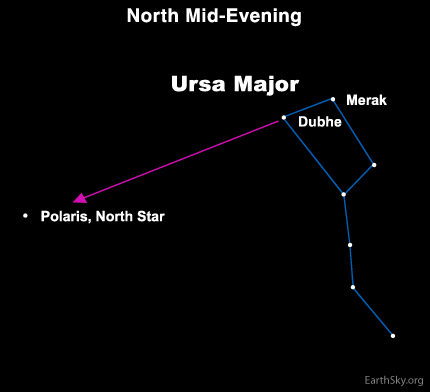 North Mid-Evening
Ursa Major
Merak
Dubhe
Polaris, North Star
EarthSky.org